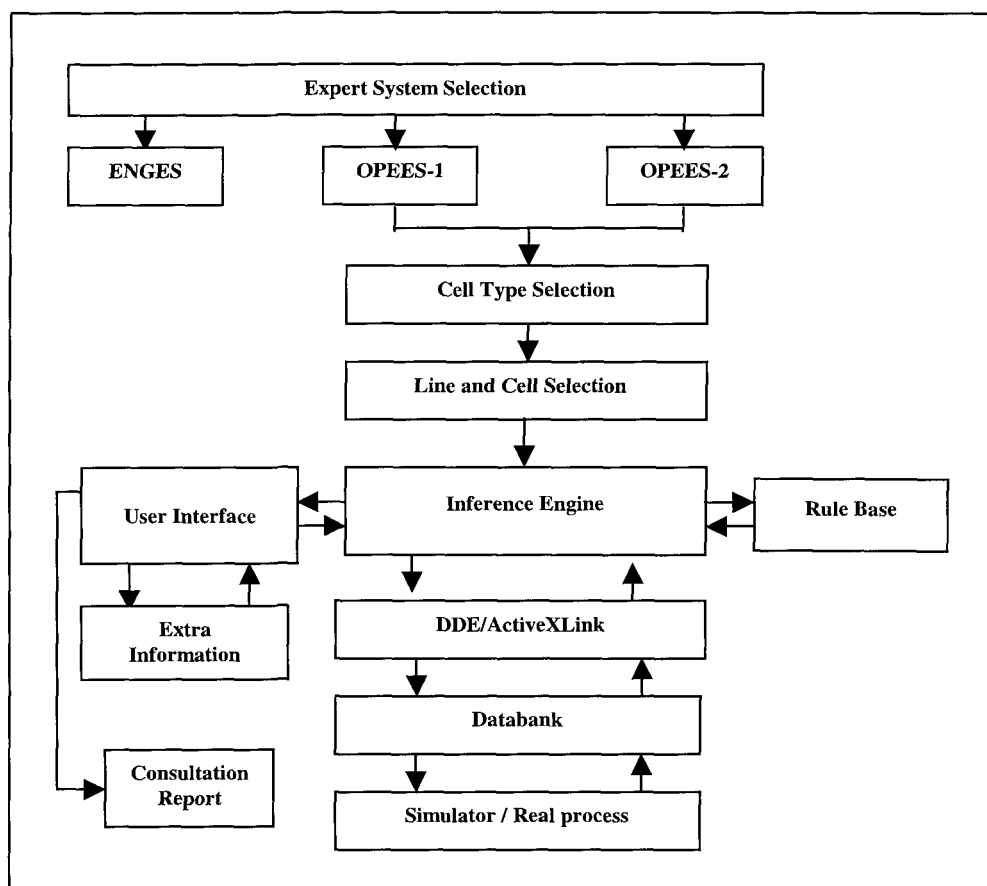 Expert System Selection
ENGES
OPEES-1
OPEES-2
Cell Type Selection
Line and Cell Selection
User Interface
Inference Engine
Rule Base
Extra
Information
DDE/ActiveXLink
Databank
Consultation
Report
Simulator / Real process